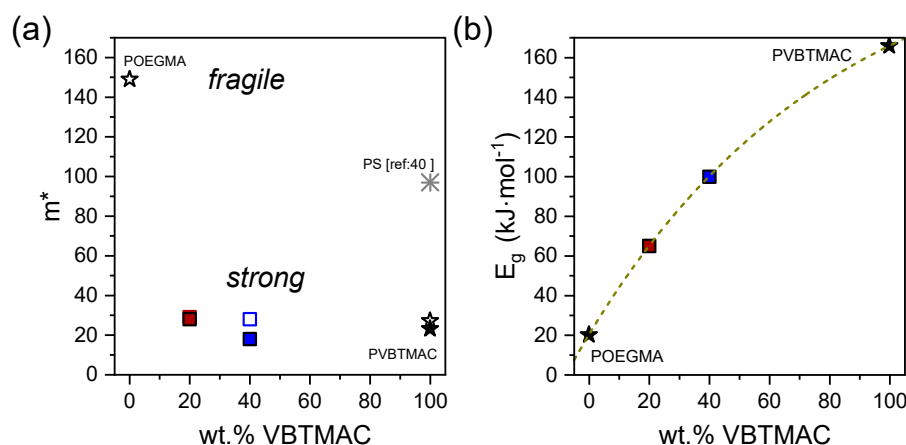 (a)
160
140
120
100
80
60
40
20
0
m*
POEGMA
fragile
PS [ref:40 ]
strong
PVBTMAC
0 20 40 60 80 100
wt.% VBTMAC
(b)
160
140
120
100
80
60
40
20
0
E_g (kJ·mol⁻¹)
PVBTMAC
POEGMA
0 20 40 60 80 100
wt.% VBTMAC